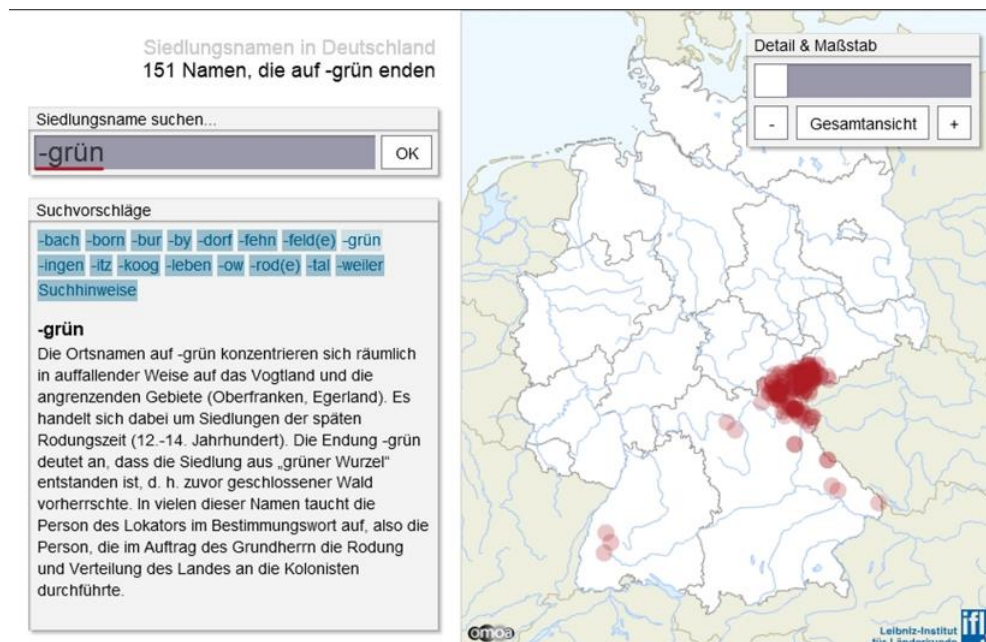 Siedlungsnamen in Deutschland
151 Namen, die auf -grün enden
Siedlungsname suchen...
-grün OK
Suchvorschläge
-bach -born -bur -by -dorf -fehn -feld(e) -grün
-ingen -itz -koog -leben -ow -rod(e) -tal -weiler
Suchhinweise
-grün
Die Ortsnamen auf -grün konzentrieren sich räumlich
in auffallender Weise auf das Vogtland und die
angrenzenden Gebiete (Oberfranken, Egerland). Es
handelt sich dabei um Siedlungen der späten
Rodungszeit (12.-14. Jahrhundert). Die Endung -grün
deutet an, dass die Siedlung aus „grüner Wurzel"
entstanden ist, d. h. zuvor geschlossener Wald
vorherrschte. In vielen dieser Namen taucht die
Person des Lokators im Bestimmungswort auf, also die
Person, die im Auftrag des Grundherrn die Rodung
und Verteilung des Landes an die Kolonisten
durchführte.
Detail & Maßstab
- Gesamtansicht +
omoa
Leibniz-Institut
für Länderkunde
ifl